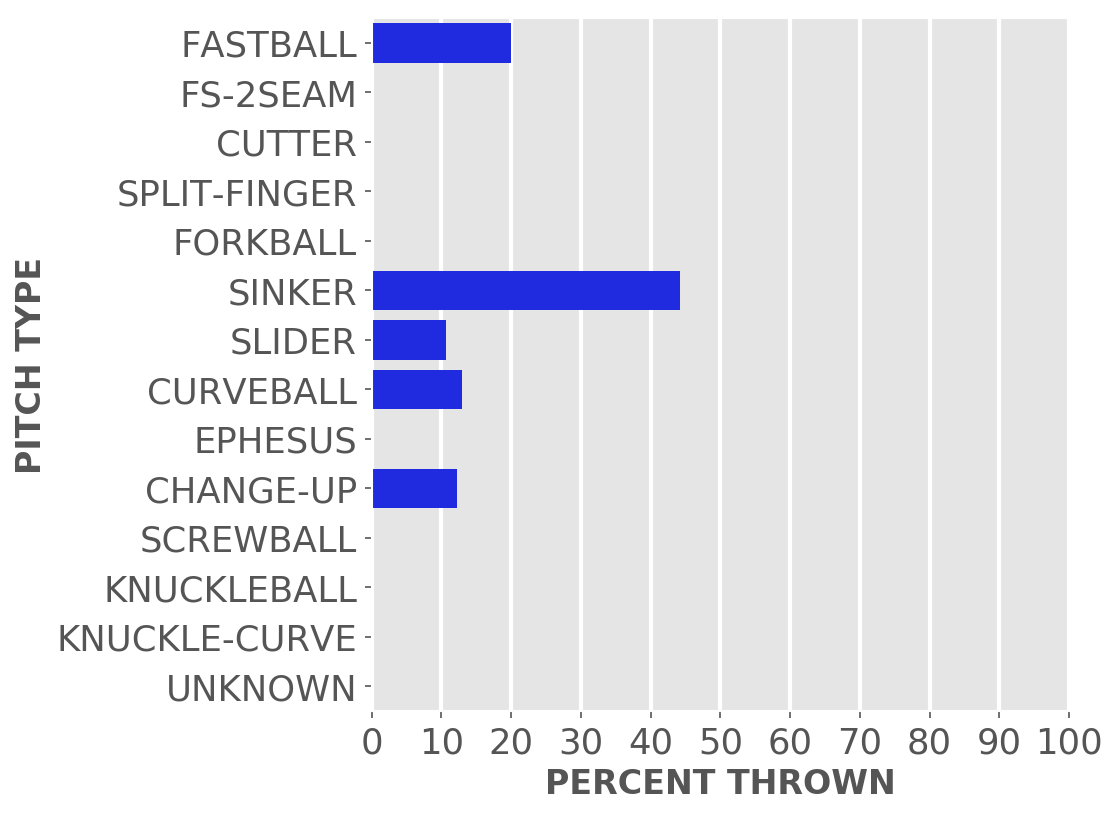 PITCH TYPE
FASTBALL
FS-2SEAM
CUTTER
SPLIT-FINGER
FORKBALL
SINKER
SLIDER
CURVEBALL
EPHESUS
CHANGE-UP
SCREWBALL
KNUCKLEBALL
KNUCKLE-CURVE
UNKNOWN
0 10 20 30 40 50 60 70 80 90 100
PERCENT THROWN